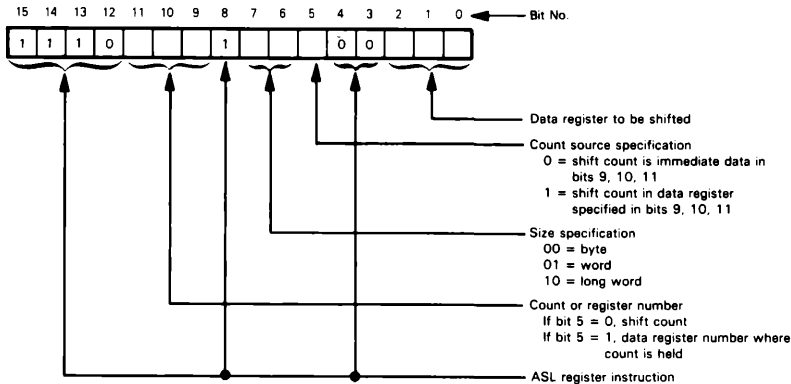 15 14 13 12 11 10 9 8 7 6 5 4 3 2 1 0 Bit No.
1 1 1 0 1 0 0
Data register to be shifted
Count source specification
0 = shift count is immediate data in
bits 9, 10, 11
1 = shift count in data register
specified in bits 9, 10, 11
Size specification
00 = byte
01 = word
10 = long word
Count or register number
If bit 5 = 0, shift count
If bit 5 = 1, data register number where
count is held
ASL register instruction